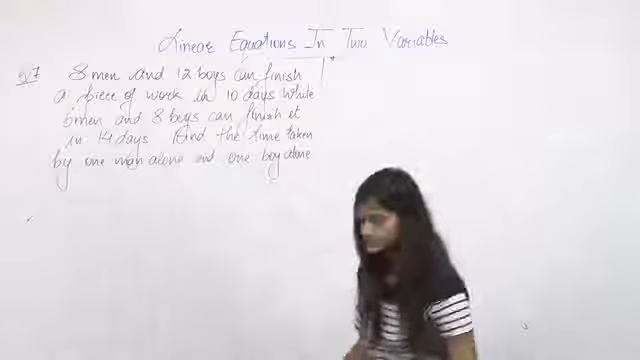 Linear Equations In Two Variables
8 men and 12 boys can finish
a piece of work in 10 days while
6 men and 8 boys can finish it
in 14 days Find the time taken
by one man alone and one boy alone